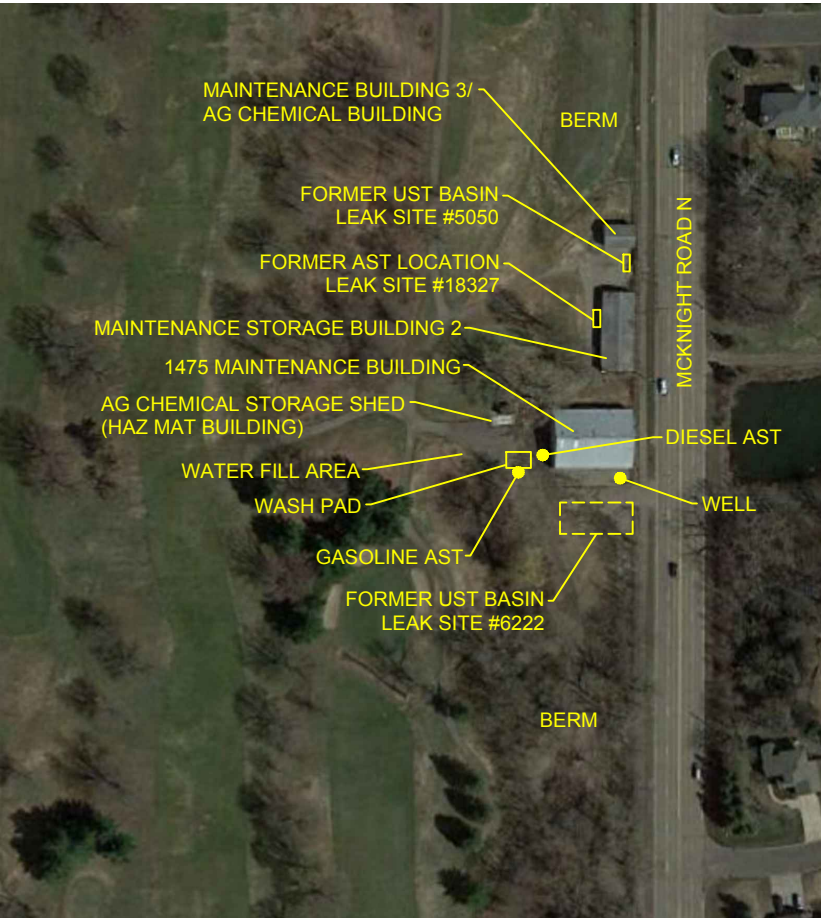 MAINTENANCE BUILDING 3/
AG CHEMICAL BUILDING
BERM
FORMER UST BASIN
LEAK SITE #5050
MCKNIGHT ROAD N
FORMER AST LOCATION
LEAK SITE #18327
MAINTENANCE STORAGE BUILDING 2
1475 MAINTENANCE BUILDING
AG CHEMICAL STORAGE SHED
(HAZ MAT BUILDING)
DIESEL AST
WATER FILL AREA
WASH PAD
WELL
GASOLINE AST
FORMER UST BASIN
LEAK SITE #6222
BERM